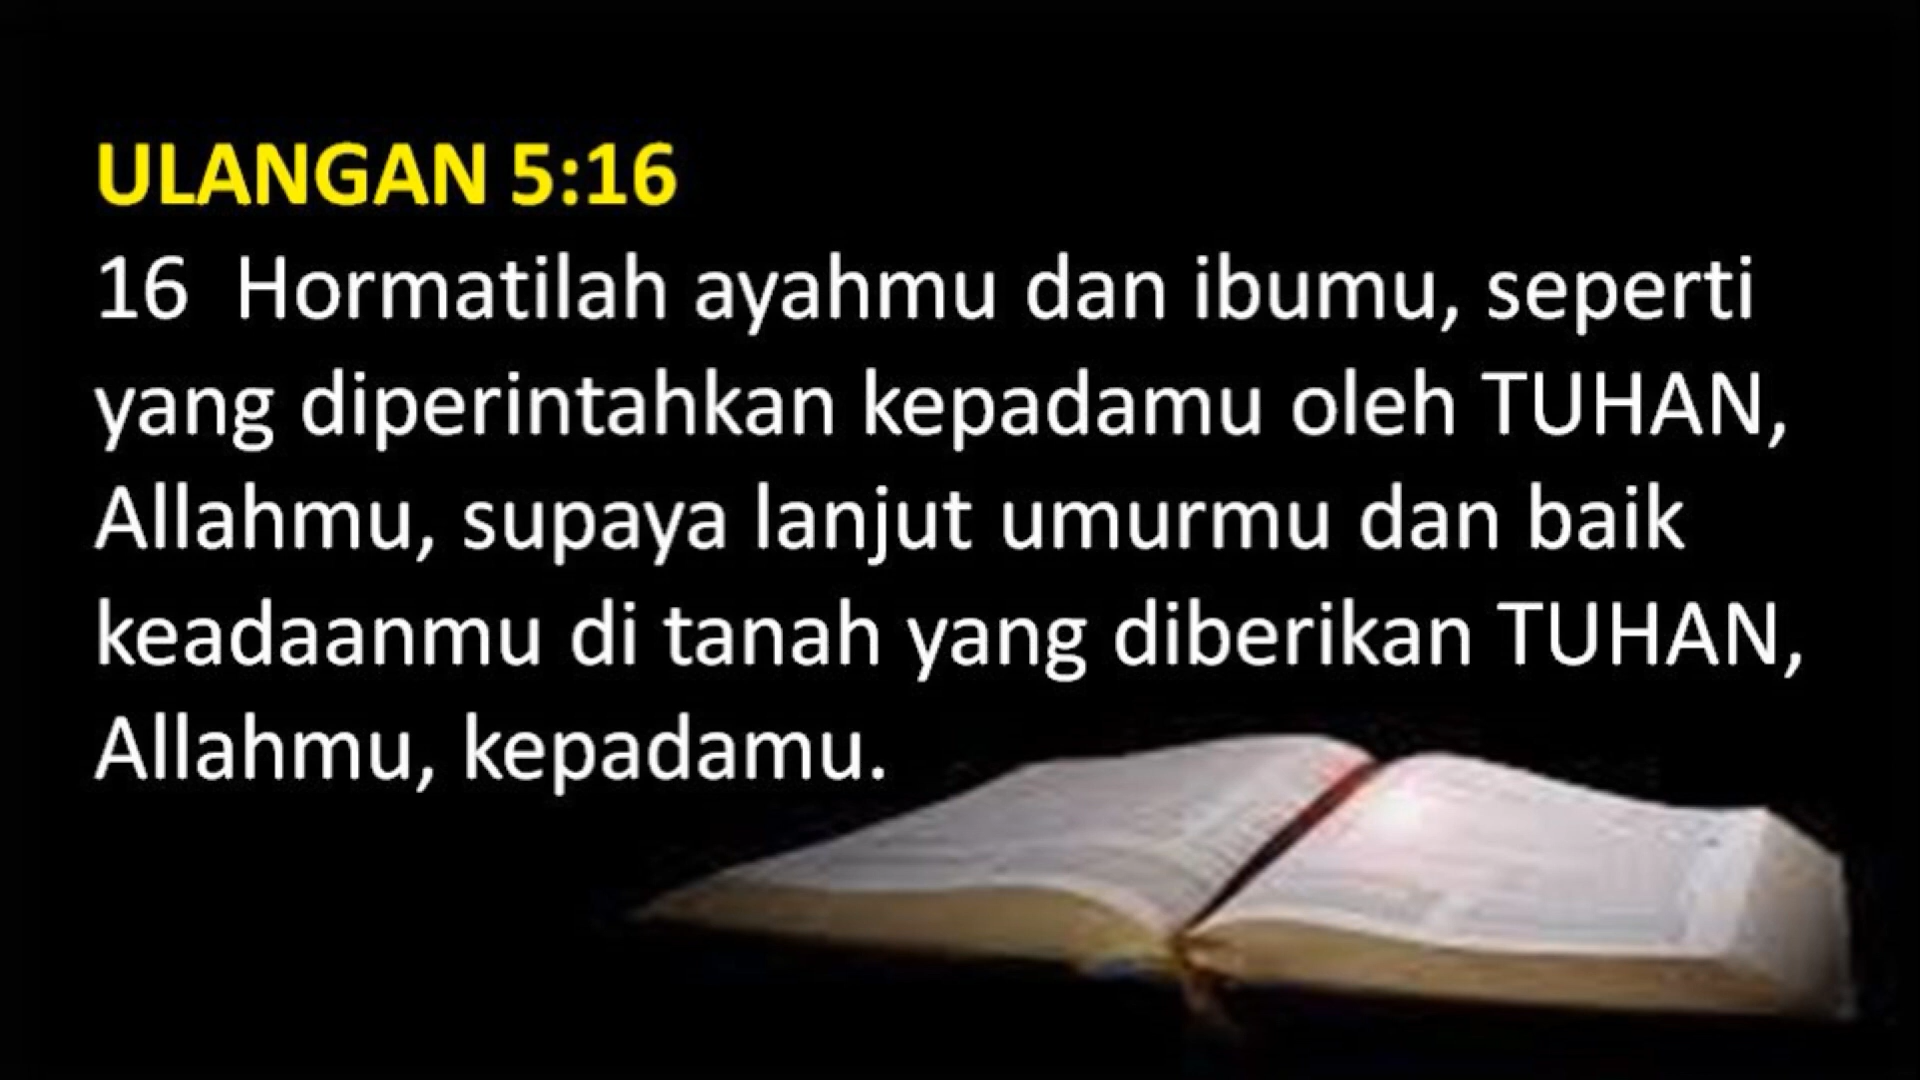 ULANGAN 5:16
16  Hormatilah ayahmu dan ibumu, seperti
yang diperintahkan kepadamu oleh TUHAN,
Allahmu, supaya lanjut umurmu dan baik
keadaanmu di tanah yang diberikan TUHAN,
Allahmu, kepadamu.